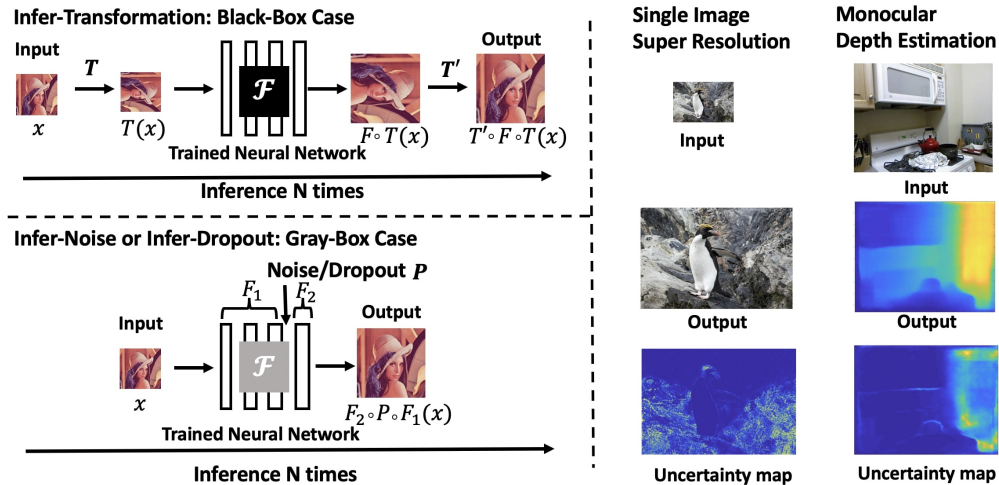 Infer-Transformation: Black-Box Case
Input
T
x
T(x)
ℱ
Trained Neural Network
F∘T(x)
T′
Output
T′∘F∘T(x)
Inference N times
Infer-Noise or Infer-Dropout: Gray-Box Case
Noise/Dropout P
F₁
F₂
Input
x
ℱ
Output
F₂∘P∘F₁(x)
Trained Neural Network
Inference N times
Single Image
Super Resolution
Input
Output
Uncertainty map
Monocular
Depth Estimation
Input
Output
Uncertainty map